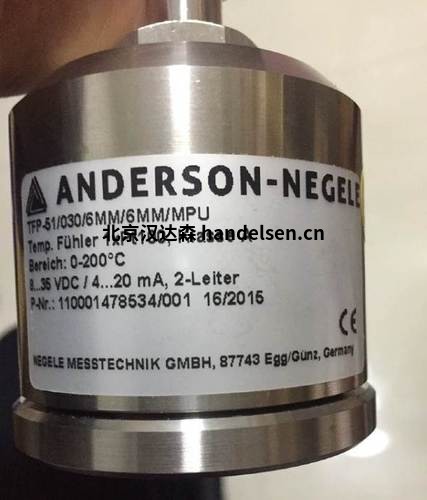 ANDERSON-NEGELE
TFP-51/030/6MM/6MM/MPU
北京汉达森.handelsen.cn
Temp. Fühler
Bereich: 0-200°C
8...35 VDC / 4...20 mA, 2-Leiter
P-Nr.: 110001478534/001 16/2015
CE
NEGELE MESSTECHNIK GMBH, 87743 Egg/Günz, Germany